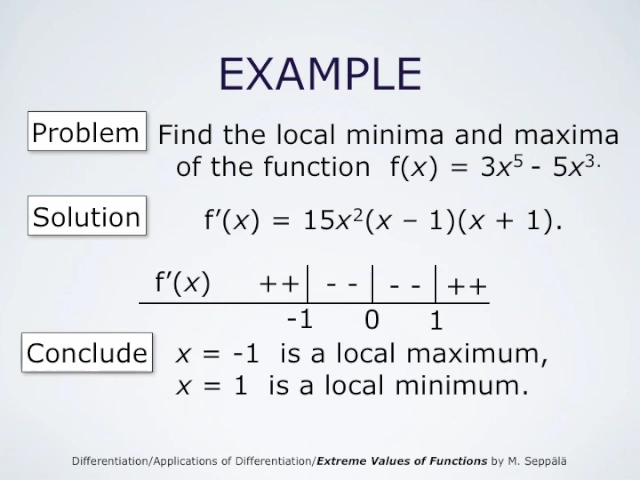 EXAMPLE
Problem Find the local minima and maxima
of the function f(x) = 3x⁵ - 5x³.
Solution f’(x) = 15x²(x – 1)(x + 1).
f’(x) ++ - - - - ++
-1 0 1
Conclude x = -1 is a local maximum,
x = 1 is a local minimum.
Differentiation/Applications of Differentiation/Extreme Values of Functions by M. Seppälä